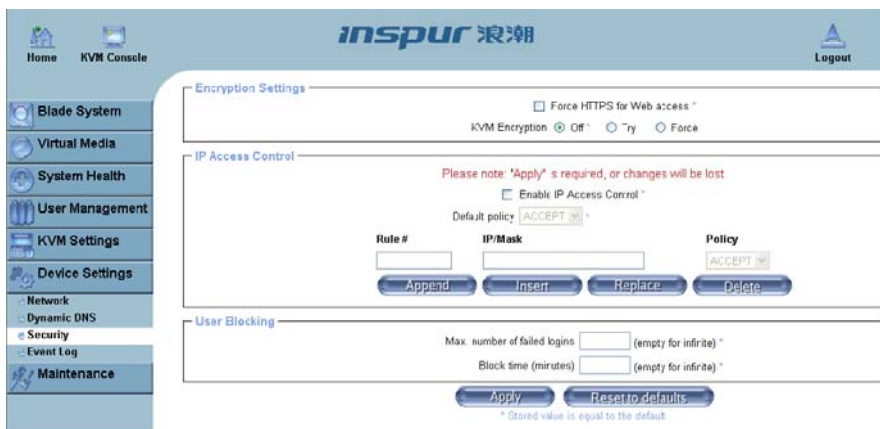 inspur 浪潮
Home
KVM Console
Logout
Blade System
Virtual Media
System Health
User Management
KVM Settings
Device Settings
Network
Dynamic DNS
Security
Event Log
Maintenance
Encryption Settings
Force HTTPS for Web access *
KVM Encryption Off * Try Force
IP Access Control
Please note: "Apply" s required, or changes will be lost
Enable IP Access Control *
Default policy ACCEPT *
Rule # IP/Mask Policy
ACCEPT
Append Insert Replace Delete
User Blocking
Max. number of failed logins (empty for infinite) *
Block time (minutes) (empty for infinite) *
Apply Reset to defaults
* Stored value is equal to the default.